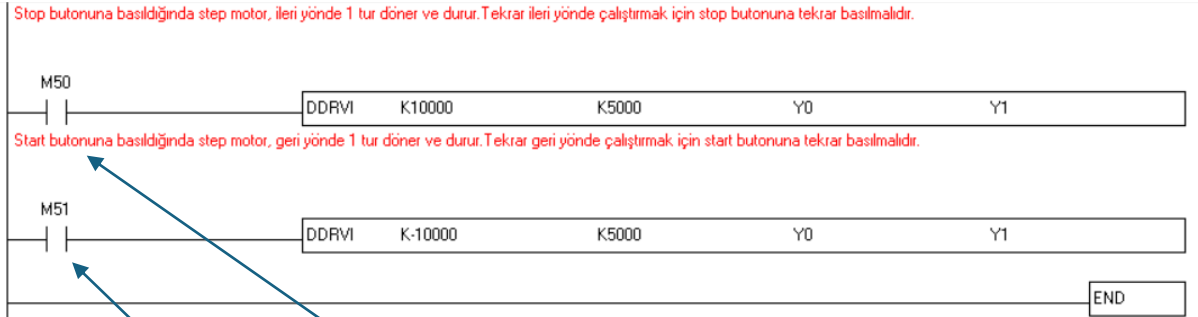 Stop butonuna basıldığında step motor, ileri yönde 1 tur döner ve durur.Tekrar ileri yönde çalıştırmak için stop butonuna tekrar basılmalıdır.
M50
DDRVI K10000 K5000 Y0 Y1
Start butonuna basıldığında step motor, geri yönde 1 tur döner ve durur.Tekrar geri yönde çalıştırmak için start butonuna tekrar basılmalıdır.
M51
DDRVI K-10000 K5000 Y0 Y1
END